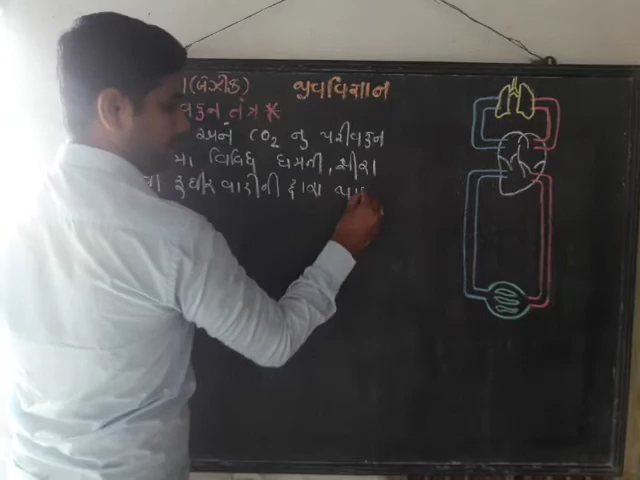 (બેઝીક) જીવવિજ્ઞાન
વહન તંત્ર *
અને CO₂ નુ પરીવહન
વિવિધ ધમની, શીરા
રુધીર વાહીની દ્વારા થાય